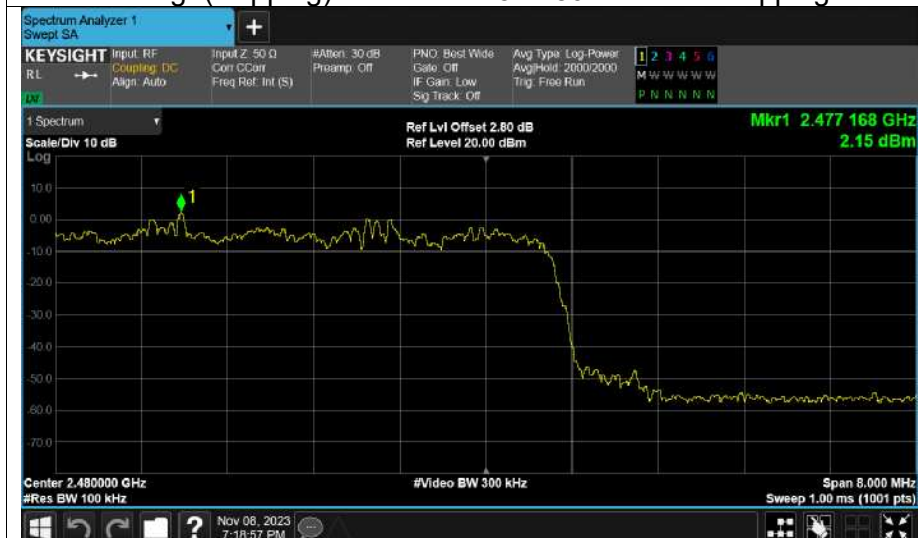 Spectrum Analyzer 1
Swept SA
+
KEYSIGHT Input: RF
RL
Coupling: DC
Align: Auto
Input Z: 50 Ω
Corr CCorr
Freq Ref: Int (S)
#Atten: 30 dB
Preamp: Off
PNO: Best Wide
Gate: Off
IF Gain: Low
Sig Track: Off
Avg Type: Log-Power
Avg|Hold: 2000/2000
Trig: Free Run
1 2 3 4 5 6
M W W W W W
P N N N N N
1 Spectrum
Scale/Div 10 dB
Log
Ref Lvl Offset 2.80 dB
Ref Level 20.00 dBm
Mkr1 2.477 168 GHz
2.15 dBm
1
10.0
0.00
-10.0
-20.0
-30.0
-40.0
-50.0
-60.0
-70.0
Center 2.480000 GHz
#Res BW 100 kHz
#Video BW 300 kHz
Span 8.000 MHz
Sweep 1.00 ms (1001 pts)
?
Nov 08, 2023
7:18:57 PM